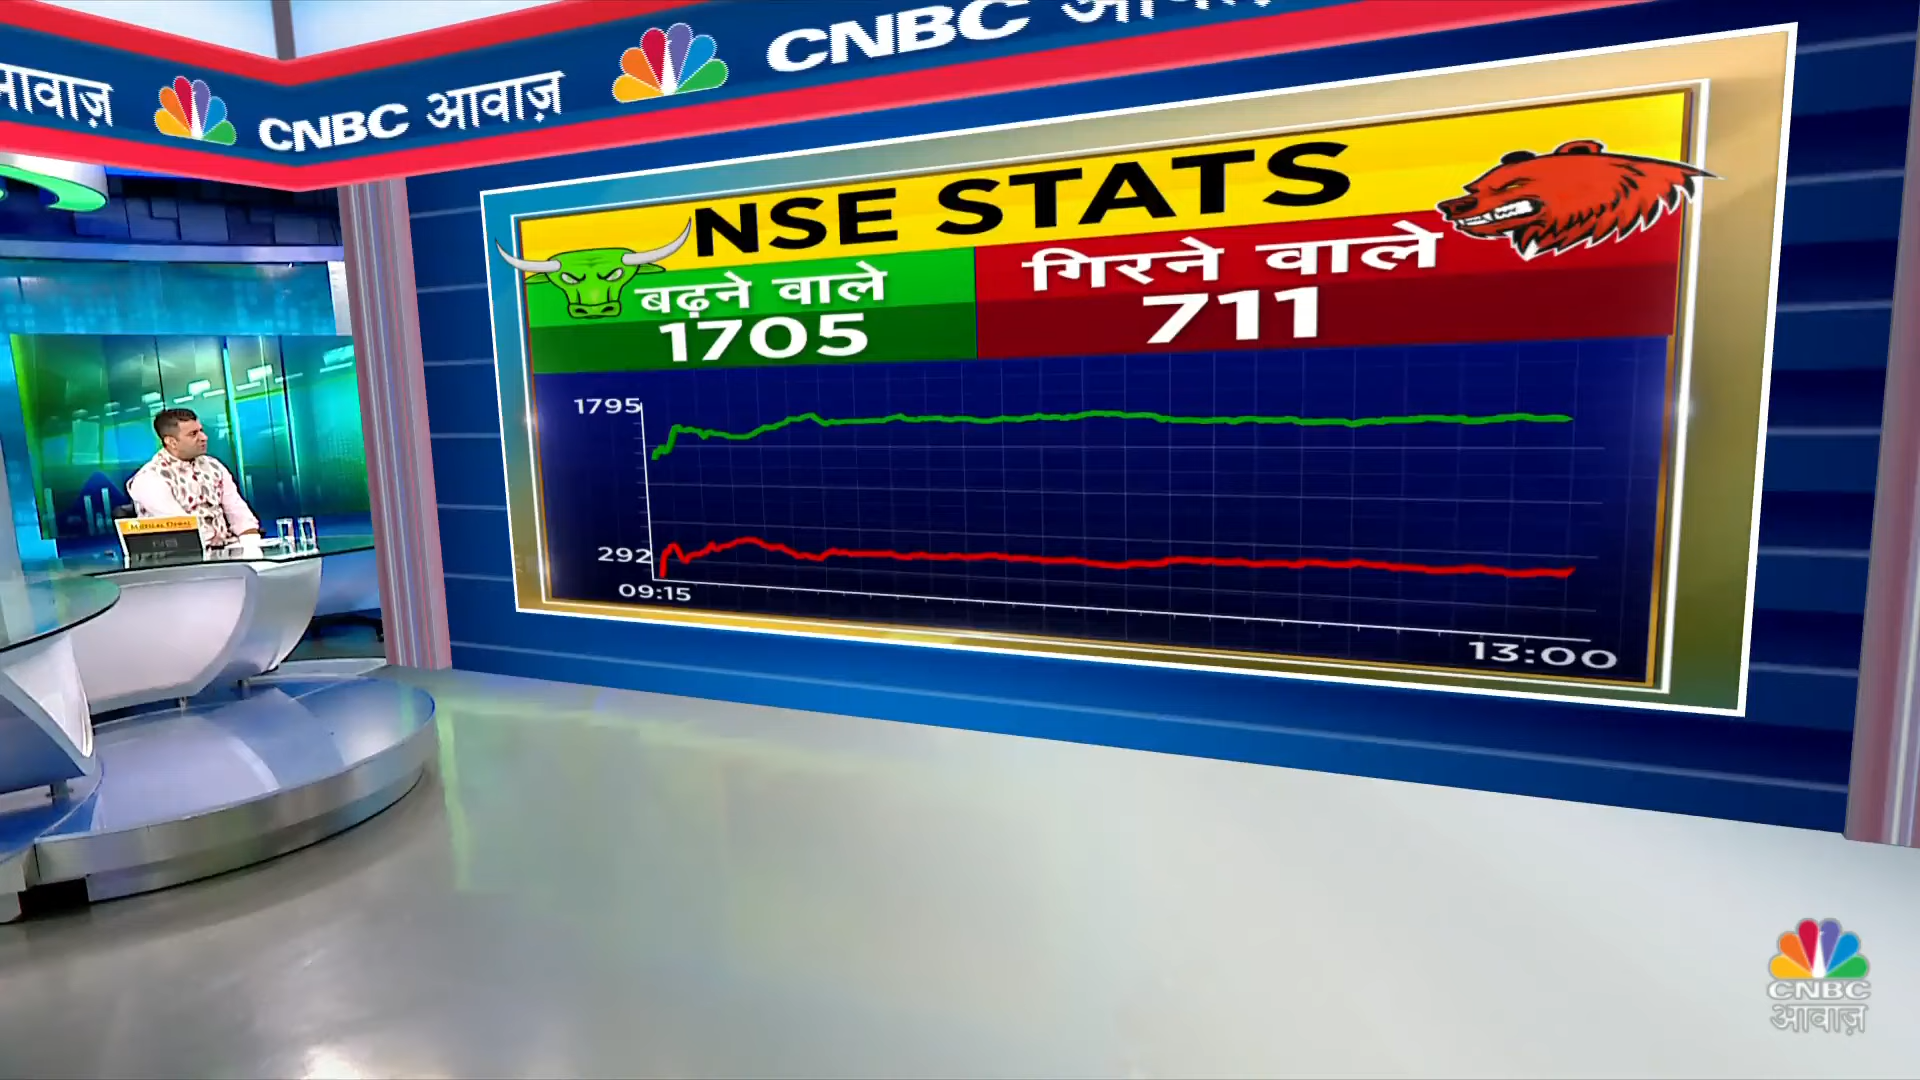 आवाज़
CNBC आवाज़
CNBC आवाज़
NSE STATS
बढ़ने वाले
1705
गिरने वाले
711
1795
292
09:15
13:00
CNBC
आवाज़